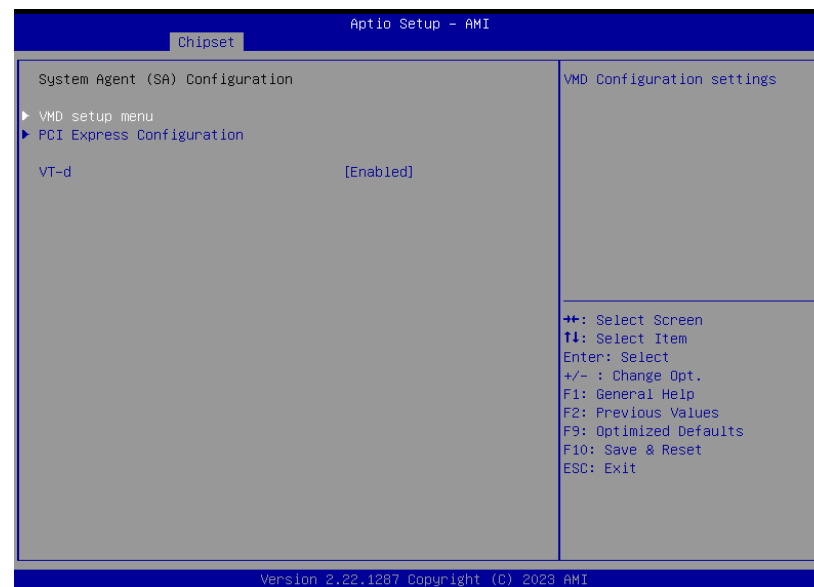 Aptio Setup – AMI
Chipset
System Agent (SA) Configuration
VMD setup menu
PCI Express Configuration
VT-d [Enabled]
VMD Configuration settings
→←: Select Screen
↑↓: Select Item
Enter: Select
+/- : Change Opt.
F1: General Help
F2: Previous Values
F9: Optimized Defaults
F10: Save & Reset
ESC: Exit
Version 2.22.1287 Copyright (C) 2023 AMI